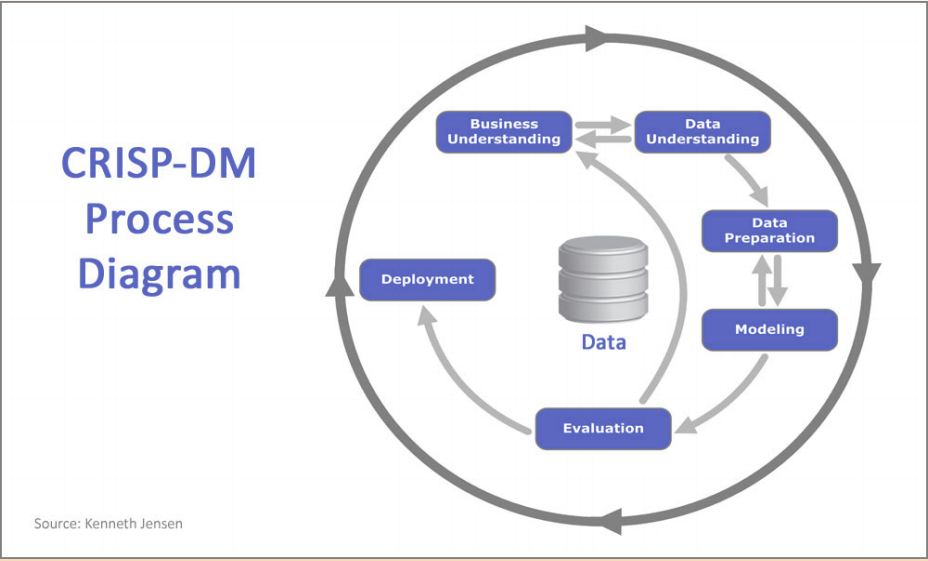 CRISP-DM
Process
Diagram
Business
Understanding
Data
Understanding
Data
Preparation
Modeling
Evaluation
Deployment
Data
Source: Kenneth Jensen